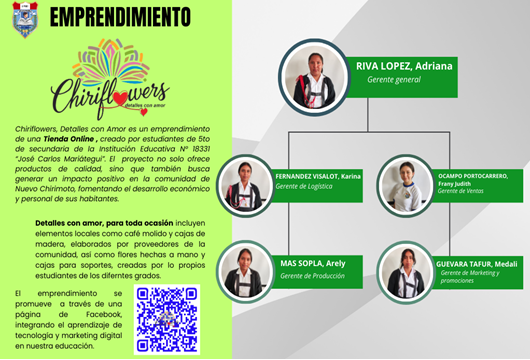 EMPRENDIMIENTO
Chiriflowers
detalles con amor
Chiriflowers, Detalles con Amor es un emprendimiento
de una Tienda Online , creado por estudiantes de 5to
de secundaria de la Institución Educativa N° 18331
“José Carlos Mariátegui”. El proyecto no solo ofrece
productos de calidad, sino que también busca
generar un impacto positivo en la comunidad de
Nuevo Chirimoto, fomentando el desarrollo económico
y personal de sus habitantes.
Detalles con amor, para toda ocasión incluyen
elementos locales como café molido y cajas de
madera, elaborados por proveedores de la
comunidad, así como flores hechas a mano y
cajas para soportes, creadas por lo propios
estudiantes de los diferntes grados.
El emprendimiento se
promueve a través de una
página de Facebook,
integrando el aprendizaje de
tecnología y marketing digital
en nuestra educación.
RIVA LOPEZ, Adriana
Gerente general
FERNANDEZ VISALOT, Karina
Gerente de Logística
OCAMPO PORTOCARRERO,
Frany Judith
Gerente de Ventas
MAS SOPLA, Arely
Gerente de Producción
GUEVARA TAFUR, Medali
Gerente de Marketing y
promociones